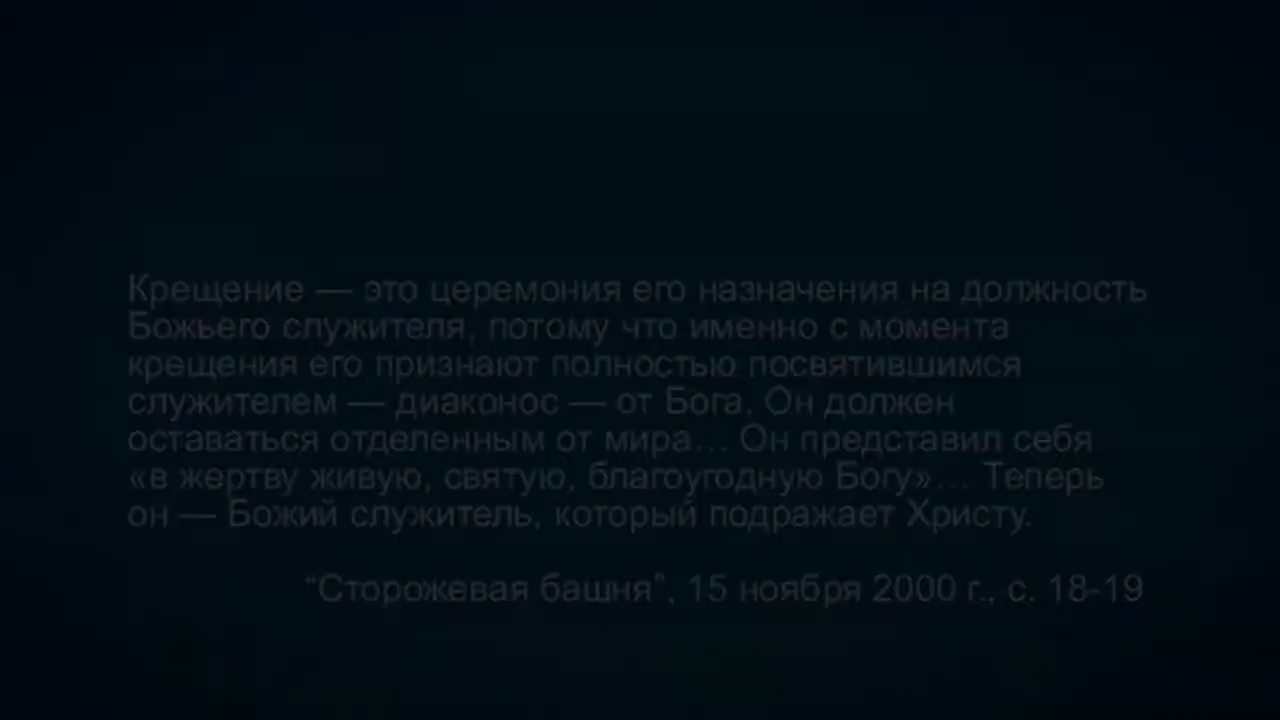 Крещение — это церемония его назначения на должность
Божьего служителя, потому что именно с момента
крещения его признают полностью посвятившимся
служителем — диаконос — от Бога. Он должен
оставаться отделенным от мира... Он представил себя
«в жертву живую, святую, благоугодную Богу»... Теперь
он — Божий служитель, который подражает Христу.
“Сторожевая башня”, 15 ноября 2000 г., с. 18-19